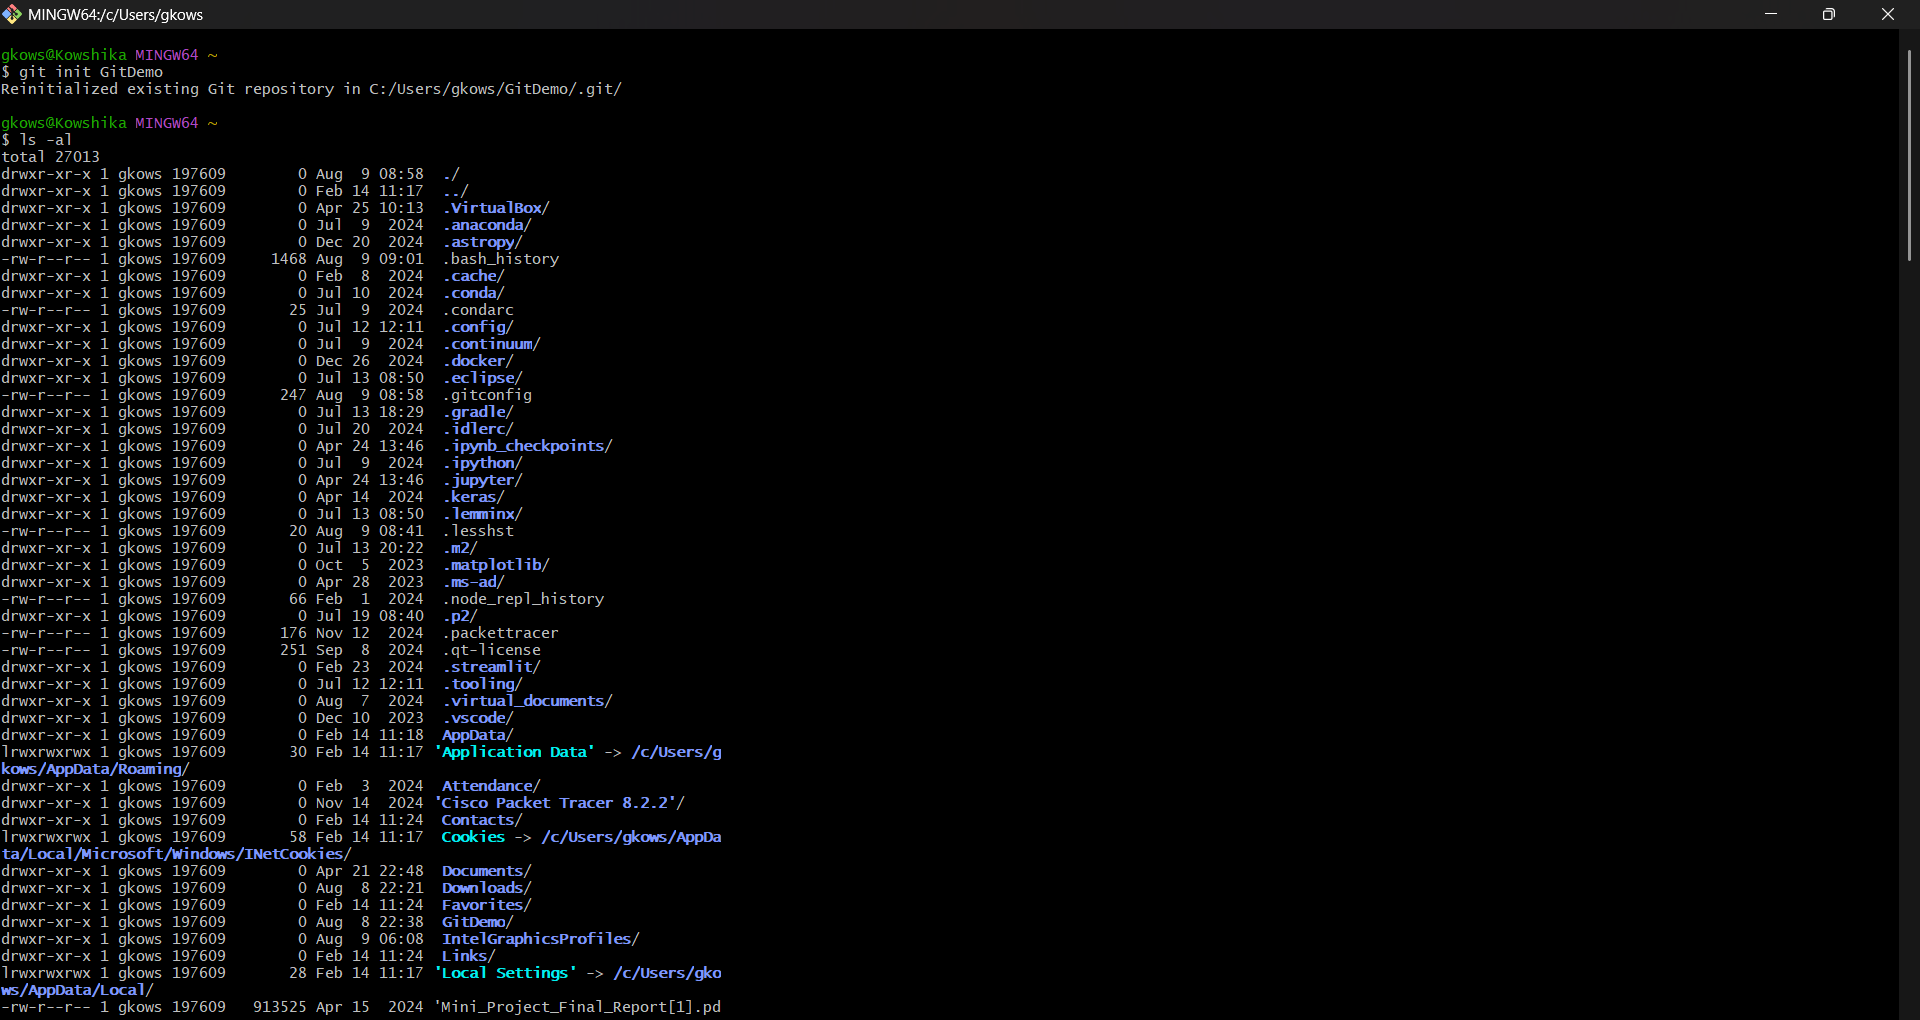 MINGW64:/c/Users/gkows
gkows@Kowshika MINGW64 ~
$ git init GitDemo
Reinitialized existing Git repository in C:/Users/gkows/GitDemo/.git/
gkows@Kowshika MINGW64 ~
$ ls -al
total 27013
drwxr-xr-x 1 gkows 197609        0 Aug  9 08:58  ./
drwxr-xr-x 1 gkows 197609        0 Feb 14 11:17  ../
drwxr-xr-x 1 gkows 197609        0 Apr 25 10:13  .VirtualBox/
drwxr-xr-x 1 gkows 197609        0 Jul  9  2024  .anaconda/
drwxr-xr-x 1 gkows 197609        0 Dec 20  2024  .astropy/
-rw-r--r-- 1 gkows 197609     1468 Aug  9 09:01  .bash_history
drwxr-xr-x 1 gkows 197609        0 Feb  8  2024  .cache/
drwxr-xr-x 1 gkows 197609        0 Jul 10  2024  .conda/
-rw-r--r-- 1 gkows 197609       25 Jul  9  2024  .condarc
drwxr-xr-x 1 gkows 197609        0 Jul 12 12:11  .config/
drwxr-xr-x 1 gkows 197609        0 Jul  9  2024  .continuum/
drwxr-xr-x 1 gkows 197609        0 Dec 26  2024  .docker/
drwxr-xr-x 1 gkows 197609        0 Jul 13 08:50  .eclipse/
-rw-r--r-- 1 gkows 197609      247 Aug  9 08:58  .gitconfig
drwxr-xr-x 1 gkows 197609        0 Jul 13 18:29  .gradle/
drwxr-xr-x 1 gkows 197609        0 Jul 20  2024  .idlerc/
drwxr-xr-x 1 gkows 197609        0 Apr 24 13:46  .ipynb_checkpoints/
drwxr-xr-x 1 gkows 197609        0 Jul  9  2024  .ipython/
drwxr-xr-x 1 gkows 197609        0 Apr 24 13:46  .jupyter/
drwxr-xr-x 1 gkows 197609        0 Apr 14  2024  .keras/
drwxr-xr-x 1 gkows 197609        0 Jul 13 08:50  .lemminx/
-rw-r--r-- 1 gkows 197609       20 Aug  9 08:41  .lesshst
drwxr-xr-x 1 gkows 197609        0 Jul 13 20:22  .m2/
drwxr-xr-x 1 gkows 197609        0 Oct  5  2023  .matplotlib/
drwxr-xr-x 1 gkows 197609        0 Apr 28  2023  .ms-ad/
-rw-r--r-- 1 gkows 197609       66 Feb  1  2024  .node_repl_history
drwxr-xr-x 1 gkows 197609        0 Jul 19 08:40  .p2/
-rw-r--r-- 1 gkows 197609      176 Nov 12  2024  .packettracer
-rw-r--r-- 1 gkows 197609      251 Sep  8  2024  .qt-license
drwxr-xr-x 1 gkows 197609        0 Feb 23  2024  .streamlit/
drwxr-xr-x 1 gkows 197609        0 Jul 12 12:11  .tooling/
drwxr-xr-x 1 gkows 197609        0 Aug  7  2024  .virtual_documents/
drwxr-xr-x 1 gkows 197609        0 Dec 10  2023  .vscode/
drwxr-xr-x 1 gkows 197609        0 Feb 14 11:18  AppData/
lrwxrwxrwx 1 gkows 197609       30 Feb 14 11:17 'Application Data' -> /c/Users/g
kows/AppData/Roaming/
drwxr-xr-x 1 gkows 197609        0 Feb  3  2024  Attendance/
drwxr-xr-x 1 gkows 197609        0 Nov 14  2024 'Cisco Packet Tracer 8.2.2'/
drwxr-xr-x 1 gkows 197609        0 Feb 14 11:24  Contacts/
lrwxrwxrwx 1 gkows 197609       58 Feb 14 11:17  Cookies -> /c/Users/gkows/AppDa
ta/Local/Microsoft/Windows/INetCookies/
drwxr-xr-x 1 gkows 197609        0 Apr 21 22:48  Documents/
drwxr-xr-x 1 gkows 197609        0 Aug  8 22:21  Downloads/
drwxr-xr-x 1 gkows 197609        0 Feb 14 11:24  Favorites/
drwxr-xr-x 1 gkows 197609        0 Aug  8 22:38  GitDemo/
drwxr-xr-x 1 gkows 197609        0 Aug  9 06:08  IntelGraphicsProfiles/
drwxr-xr-x 1 gkows 197609        0 Feb 14 11:24  Links/
lrwxrwxrwx 1 gkows 197609       28 Feb 14 11:17 'Local Settings' -> /c/Users/gko
ws/AppData/Local/
-rw-r--r-- 1 gkows 197609   913525 Apr 15  2024 'Mini_Project_Final_Report[1].pd